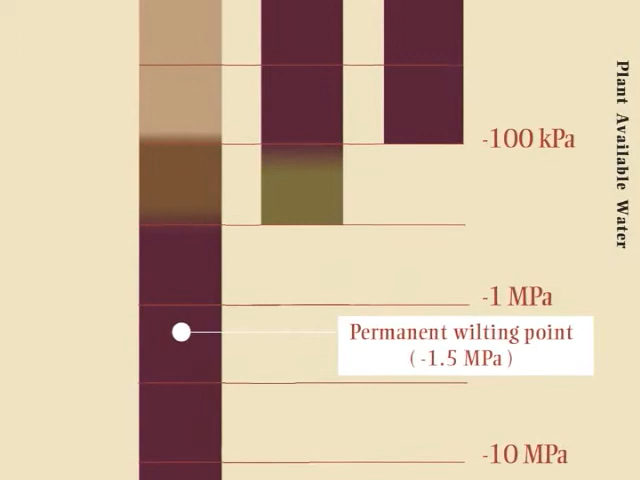 -100 kPa
Plant Available Water
-1 MPa
Permanent wilting point
( -1.5 MPa )
-10 MPa